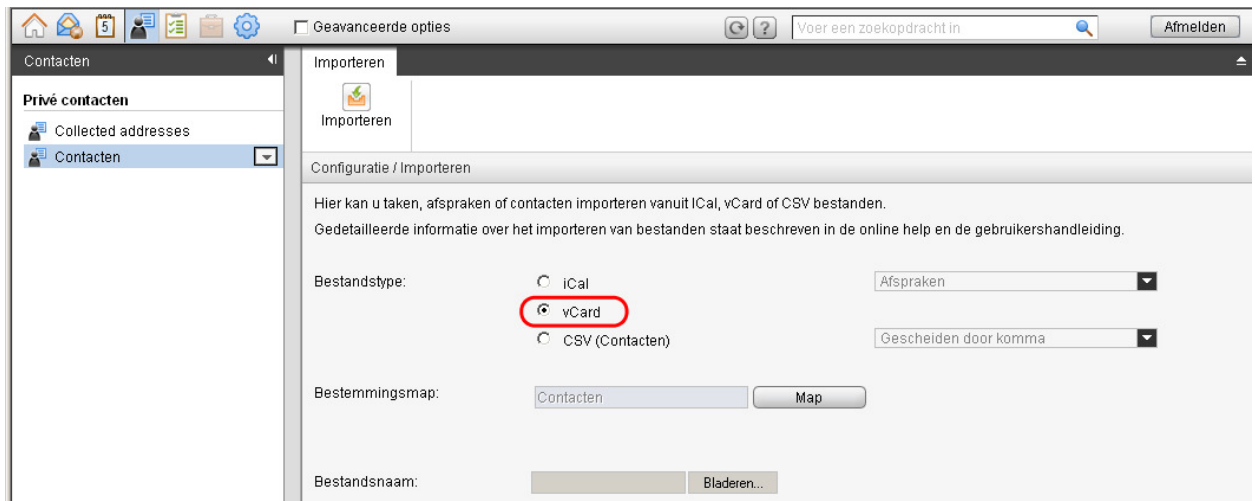 5
Geavanceerde opties
?
Voer een zoekopdracht in
Afmelden
Contacten
Privé contacten
Collected addresses
Contacten
Importeren
Importeren
Configuratie / Importeren
Hier kan u taken, afspraken of contacten importeren vanuit ICal, vCard of CSV bestanden.
Gedetailleerde informatie over het importeren van bestanden staat beschreven in de online help en de gebruikershandleiding.
Bestandstype:
iCal
Afspraken
vCard
CSV (Contacten)
Gescheiden door komma
Bestemmingsmap:
Contacten
Map
Bestandsnaam:
Bladeren...